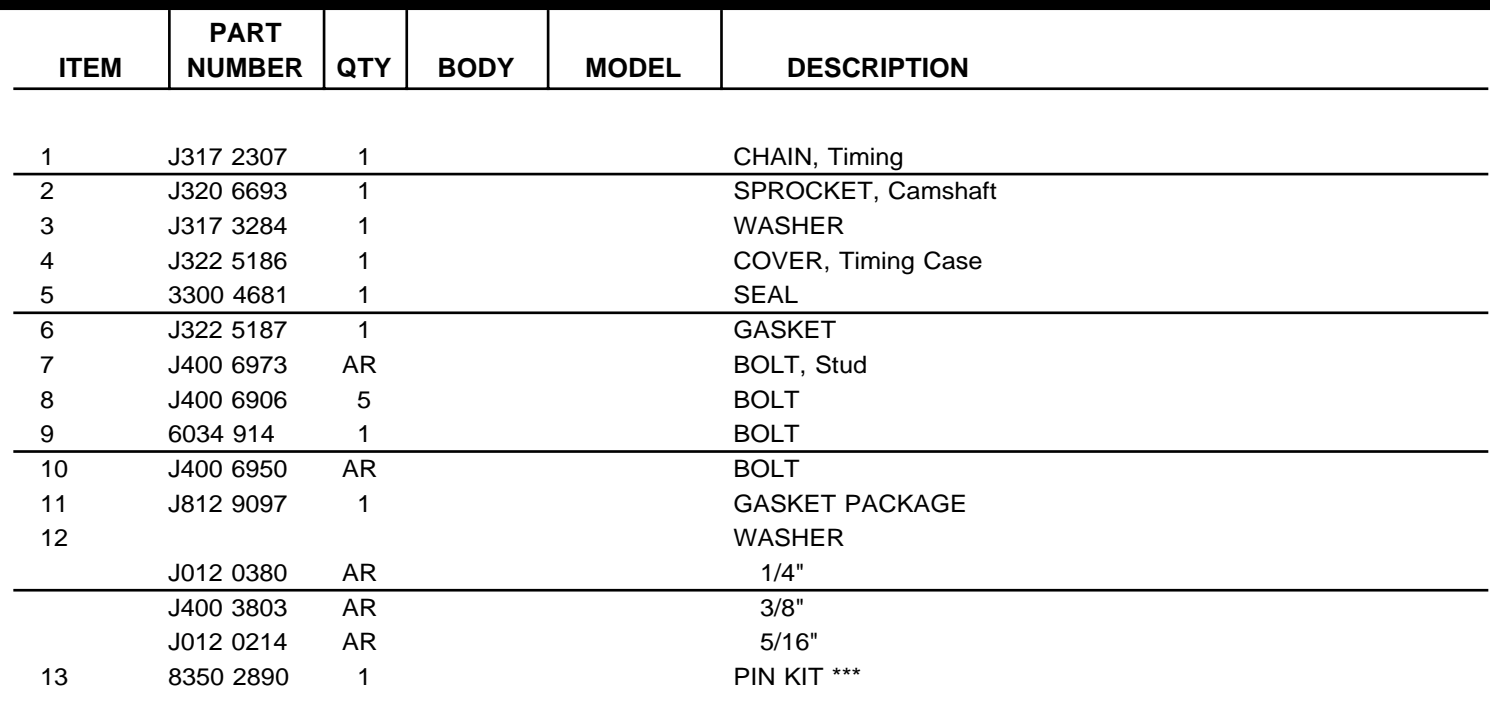 PART
ITEM NUMBER QTY BODY MODEL DESCRIPTION
1 J317 2307 1 CHAIN, Timing
2 J320 6693 1 SPROCKET, Camshaft
3 J317 3284 1 WASHER
4 J322 5186 1 COVER, Timing Case
5 3300 4681 1 SEAL
6 J322 5187 1 GASKET
7 J400 6973 AR BOLT, Stud
8 J400 6906 5 BOLT
9 6034 914 1 BOLT
10 J400 6950 AR BOLT
11 J812 9097 1 GASKET PACKAGE
12 WASHER
J012 0380 AR 1/4"
J400 3803 AR 3/8"
J012 0214 AR 5/16"
13 8350 2890 1 PIN KIT ***